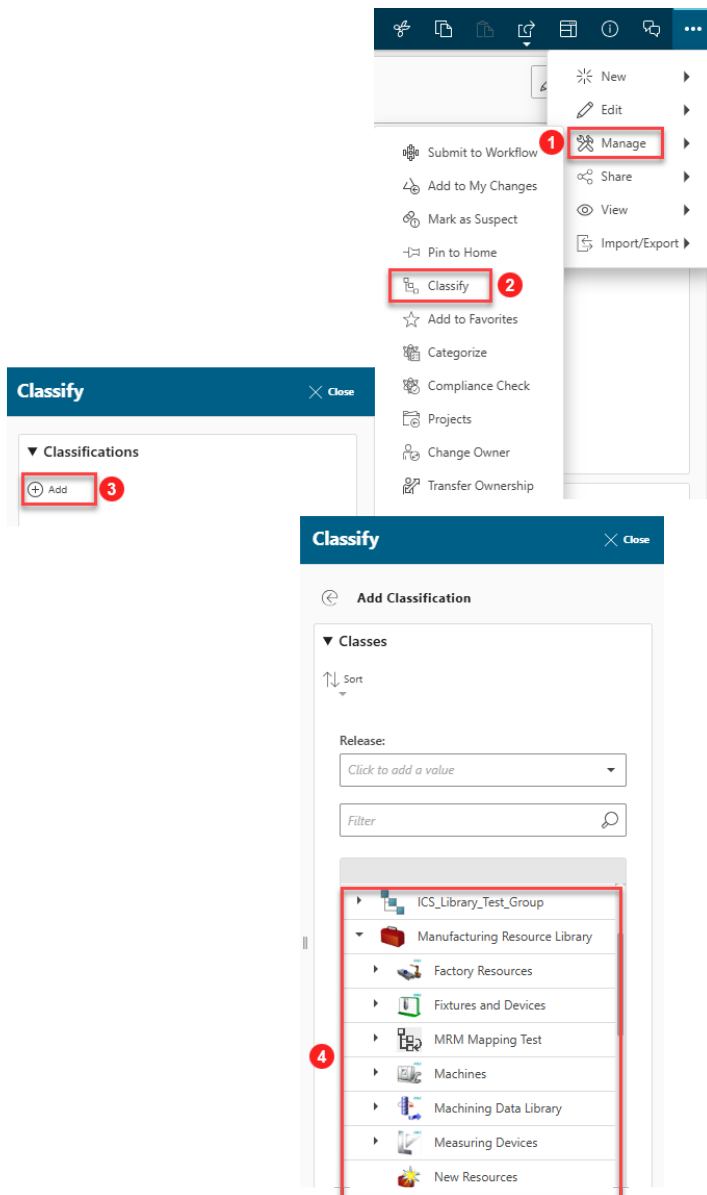 New
Edit
1
Manage
Share
View
Import/Export
Submit to Workflow
Add to My Changes
Mark as Suspect
Pin to Home
Classify
2
Add to Favorites
Categorize
Compliance Check
Projects
Change Owner
Transfer Ownership
Classify
Close
Classifications
Add
3
Classify
Close
Add Classification
Classes
Sort
Release:
Click to add a value
Filter
ICS_Library_Test_Group
Manufacturing Resource Library
Factory Resources
Fixtures and Devices
MRM Mapping Test
4
Machines
Machining Data Library
Measuring Devices
New Resources